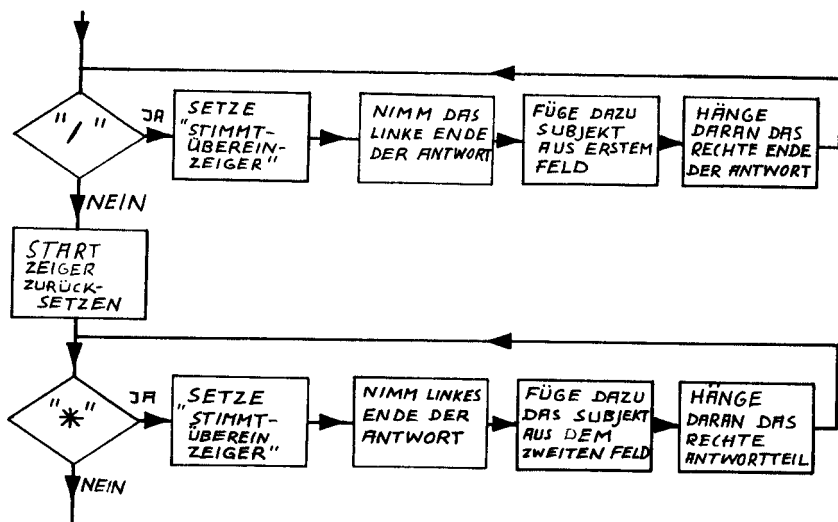 "/"
JA
SETZE
"STIMMT-
ÜBEREIN-
ZEIGER"
NIMM DAS
LINKE ENDE
DER ANTWORT
FÜGE DAZU
SUBJEKT
AUS ERSTEM
FELD
HÄNGE
DARAN DAS
RECHTE ENDE
DER ANTWORT
NEIN
START
ZEIGER
ZURÜCK-
SETZEN
"*"
JA
SETZE
"STIMMT-
ÜBEREIN
ZEIGER"
NIMM LINKES
ENDE DER
ANTWORT
FÜGE DAZU
DAS SUBJEKT
AUS DEM
ZWEITEN FELD
HÄNGE
DARAN DAS
RECHTE
ANTWORTTEIL
NEIN